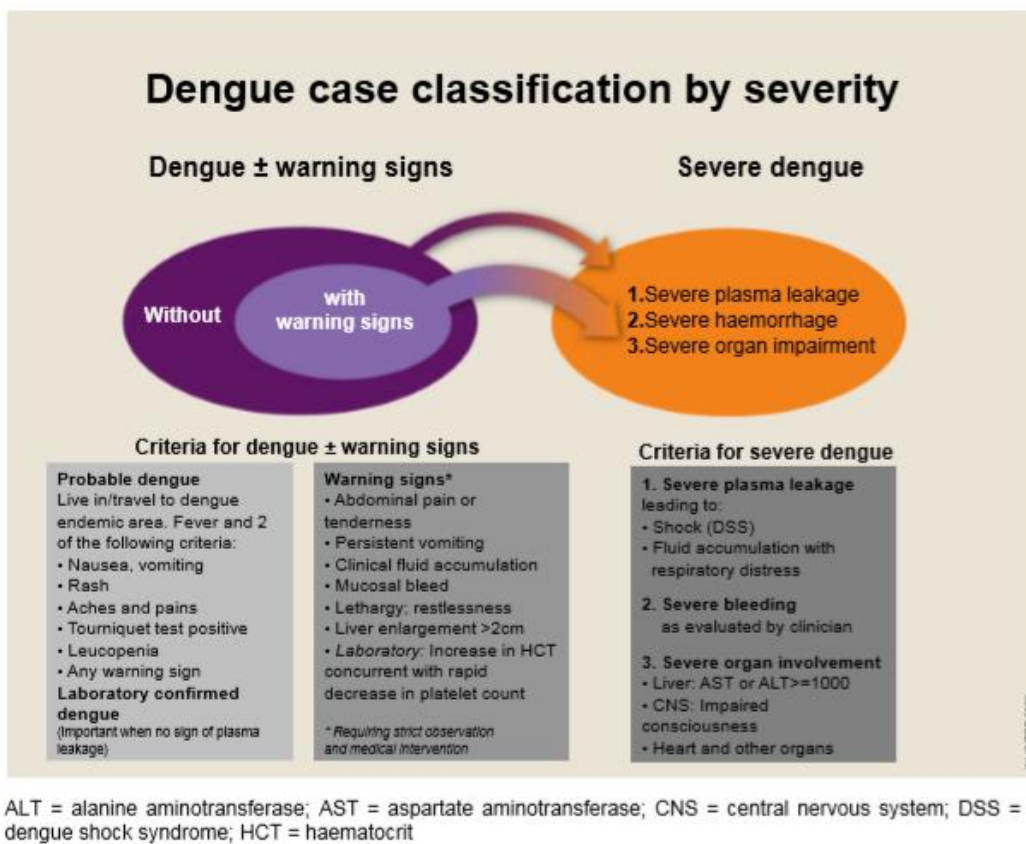 Dengue case classification by severity
Dengue ± warning signs
Severe dengue
Without
with
warning signs
1.Severe plasma leakage
2.Severe haemorrhage
3.Severe organ impairment
Criteria for dengue ± warning signs
Probable dengue
Live in/travel to dengue
endemic area. Fever and 2
of the following criteria:
• Nausea, vomiting
• Rash
• Aches and pains
• Tourniquet test positive
• Leucopenia
• Any warning sign
Laboratory confirmed
dengue
(Important when no sign of plasma
leakage)
Warning signs*
• Abdominal pain or
tenderness
• Persistent vomiting
• Clinical fluid accumulation
• Mucosal bleed
• Lethargy; restlessness
• Liver enlargement >2cm
• Laboratory: Increase in HCT
concurrent with rapid
decrease in platelet count
* Requiring strict observation
and medical intervention
Criteria for severe dengue
1. Severe plasma leakage
leading to:
• Shock (DSS)
• Fluid accumulation with
respiratory distress
2. Severe bleeding
as evaluated by clinician
3. Severe organ involvement
• Liver: AST or ALT>=1000
• CNS: Impaired
consciousness
• Heart and other organs
ALT = alanine aminotransferase; AST = aspartate aminotransferase; CNS = central nervous system; DSS =
dengue shock syndrome; HCT = haematocrit